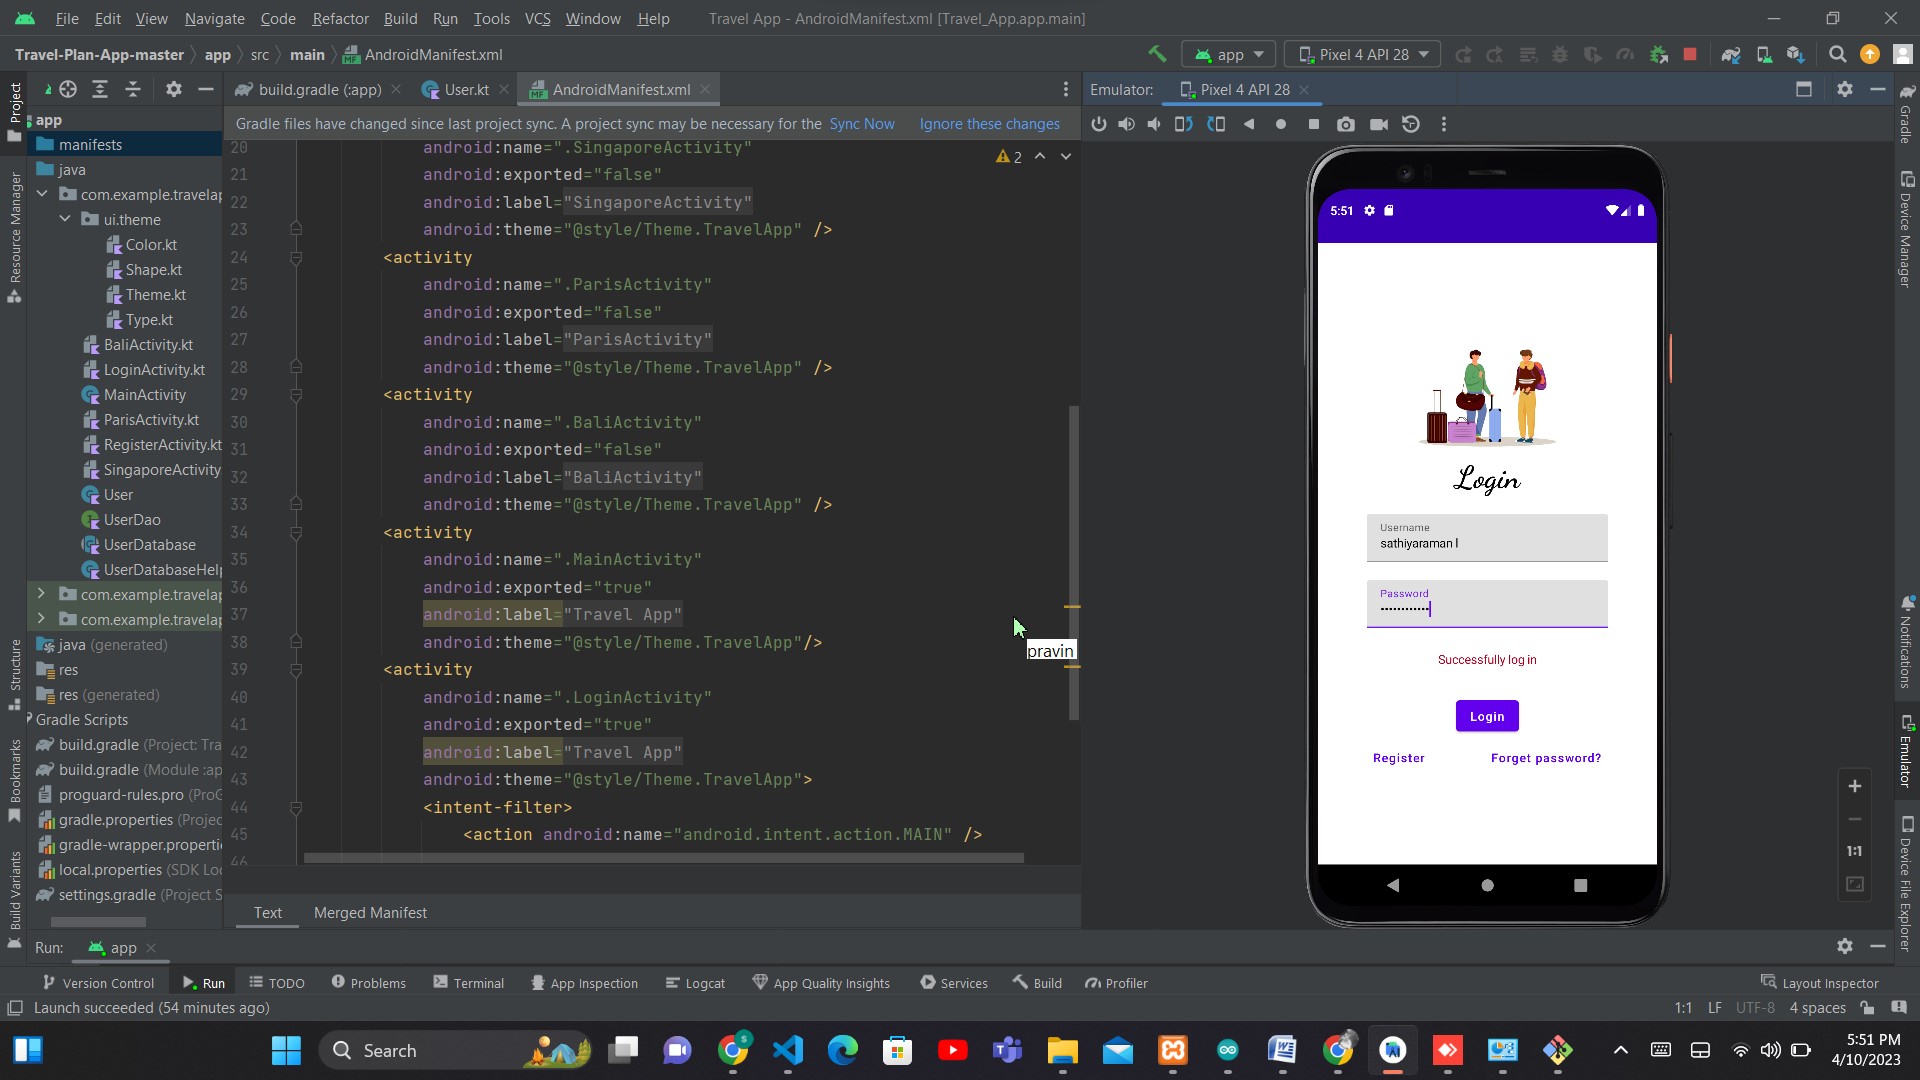 File Edit View Navigate Code Refactor Build Run Tools VCS Window Help Travel App - AndroidManifest.xml [Travel_App.app.main]
Travel-Plan-App-master app src main AndroidManifest.xml app Pixel 4 API 28
build.gradle (:app) User.kt AndroidManifest.xml
Emulator: Pixel 4 API 28
Gradle files have changed since last project sync. A project sync may be necessary for the Sync Now Ignore these changes
Project
Resource Manager
Structure
Bookmarks
Build Variants
app
manifests
java
com.example.travelap
ui.theme
Color.kt
Shape.kt
Theme.kt
Type.kt
BaliActivity.kt
LoginActivity.kt
MainActivity
ParisActivity.kt
RegisterActivity.kt
SingaporeActivity
User
UserDao
UserDatabase
UserDatabaseHelp
com.example.travelap
com.example.travelap
java (generated)
res
res (generated)
Gradle Scripts
build.gradle (Project: Tra
build.gradle (Module :ap
proguard-rules.pro (ProG
gradle.properties (Projec
gradle-wrapper.properti
local.properties (SDK Lo
settings.gradle (Project S
2
20 android:name=".SingaporeActivity"
21 android:exported="false"
22 android:label="SingaporeActivity"
23 android:theme="@style/Theme.TravelApp" />
24 <activity
25 android:name=".ParisActivity"
26 android:exported="false"
27 android:label="ParisActivity"
28 android:theme="@style/Theme.TravelApp" />
29 <activity
30 android:name=".BaliActivity"
31 android:exported="false"
32 android:label="BaliActivity"
33 android:theme="@style/Theme.TravelApp" />
34 <activity
35 android:name=".MainActivity"
36 android:exported="true"
37 android:label="Travel App"
38 android:theme="@style/Theme.TravelApp"/>
39 <activity
40 android:name=".LoginActivity"
41 android:exported="true"
42 android:label="Travel App"
43 android:theme="@style/Theme.TravelApp">
44 <intent-filter>
45 <action android:name="android.intent.action.MAIN" />
46
pravin
Text Merged Manifest
5:51
Login
Username
sathiyaraman l
Password
••••••••••••
Successfully log in
Login
Register Forget password?
1:1
Gradle
Device Manager
Notifications
Emulator
Device File Explorer
Run: app
Version Control Run TODO Problems Terminal App Inspection Logcat App Quality Insights Services Build Profiler Layout Inspector
Launch succeeded (54 minutes ago) 1:1 LF UTF-8 4 spaces
Search
5:51 PM
4/10/2023